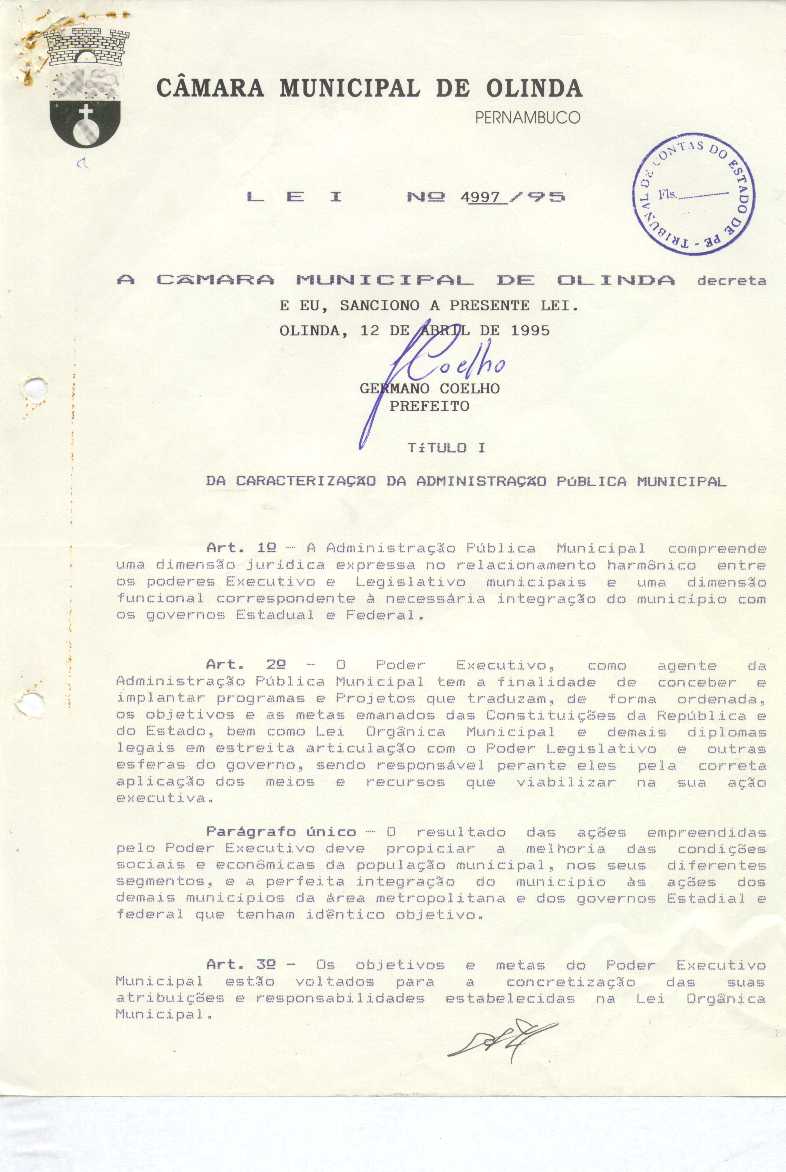 CÂMARA MUNICIPAL DE OLINDA
PERNAMBUCO
TRIBUNAL DE CONTAS DO ESTADO DE PE -
Fls.
L E I Nº 4997/95
A CâMARA MUNICIPAL DE OLINDA decreta
E EU, SANCIONO A PRESENTE LEI.
OLINDA, 12 DE ABRIL DE 1995
Coelho
GERMANO COELHO
PREFEITO
TíTULO I
DA CARACTERIZAÇÃO DA ADMINISTRAÇÃO PúBLICA MUNICIPAL
Art. 1º - A Administração Pública Municipal compreende
uma dimensão jurídica expressa no relacionamento harmônico entre
os poderes Executivo e Legislativo municipais e uma dimensão
funcional correspondente à necessária integração do município com
os governos Estadual e Federal.
Art. 2º - O Poder Executivo, como agente da
Administração Pública Municipal tem a finalidade de conceber e
implantar programas e Projetos que traduzam, de forma ordenada,
os objetivos e as metas emanados das Constituições da República e
do Estado, bem como Lei Orgânica Municipal e demais diplomas
legais em estreita articulação com o Poder Legislativo e outras
esferas do governo, sendo responsável perante eles pela correta
aplicação dos meios e recursos que viabilizar na sua ação
executiva.
Parágrafo único - O resultado das ações empreendidas
pelo Poder Executivo deve propiciar a melhoria das condições
sociais e econômicas da população municipal, nos seus diferentes
segmentos, e a perfeita integração do município às ações dos
demais municípios da área metropolitana e dos governos Estadial e
federal que tenham idêntico objetivo.
Art. 3º - Os objetivos e metas do Poder Executivo
Municipal estão voltados para a concretização das suas
atribuições e responsabilidades estabelecidas na Lei Orgânica
Municipal.